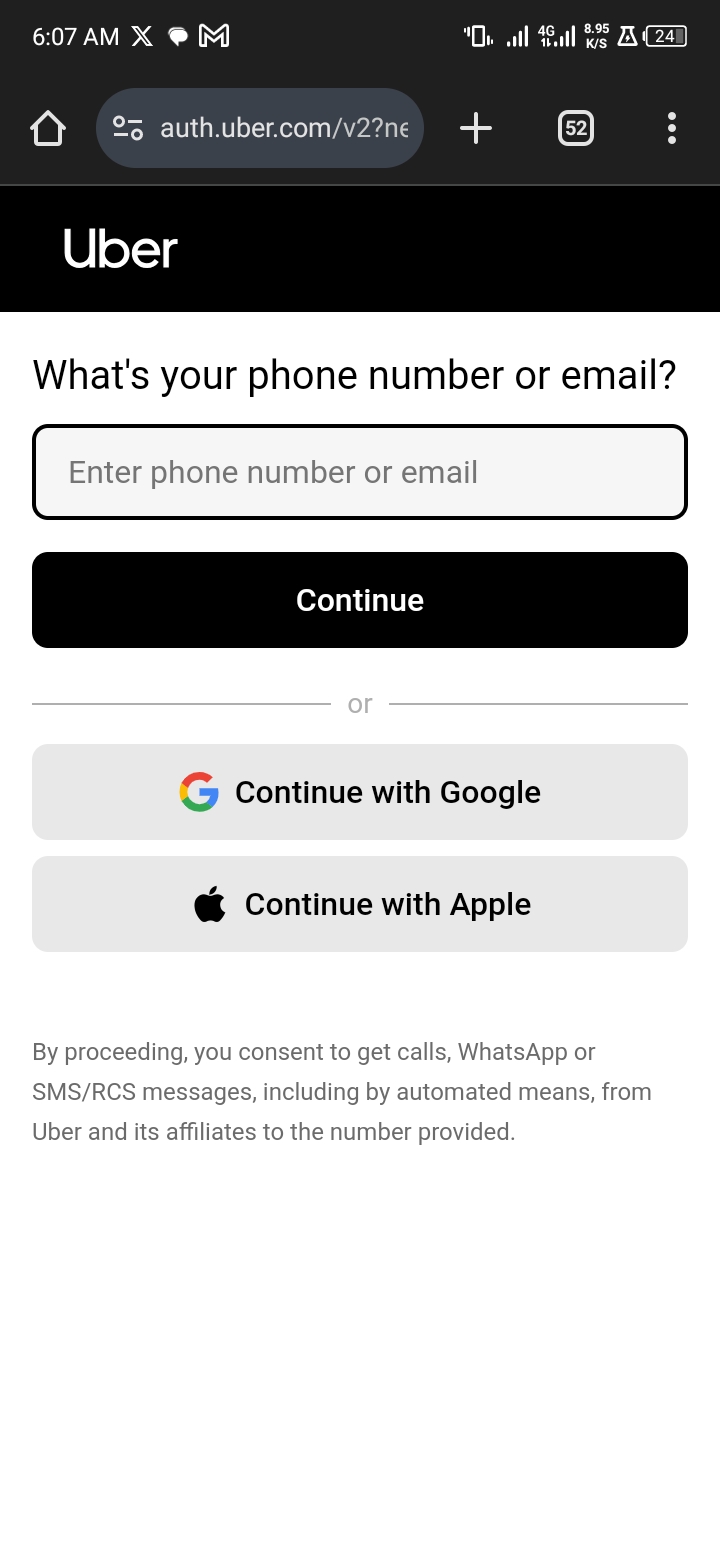 6:07 AM
4G
8.95
K/S
24
auth.uber.com/v2?ne
52
Uber
What's your phone number or email?
Enter phone number or email
Continue
or
Continue with Google
Continue with Apple
By proceeding, you consent to get calls, WhatsApp or
SMS/RCS messages, including by automated means, from
Uber and its affiliates to the number provided.